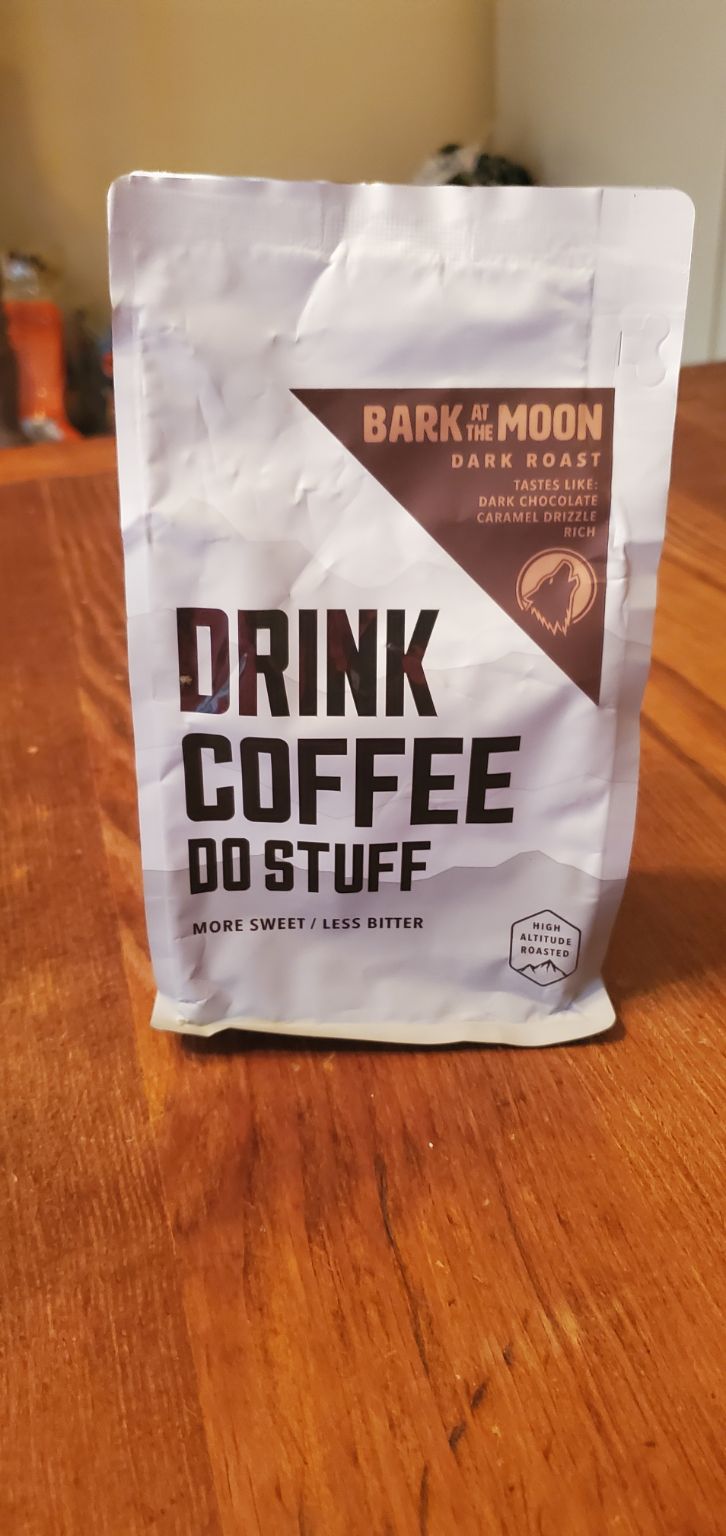 BARK AT THE MOON
DARK ROAST
TASTES LIKE:
DARK CHOCOLATE
CARAMEL DRIZZLE
RICH
DRINK
COFFEE
DO STUFF
MORE SWEET / LESS BITTER
HIGH
ALTITUDE
ROASTED